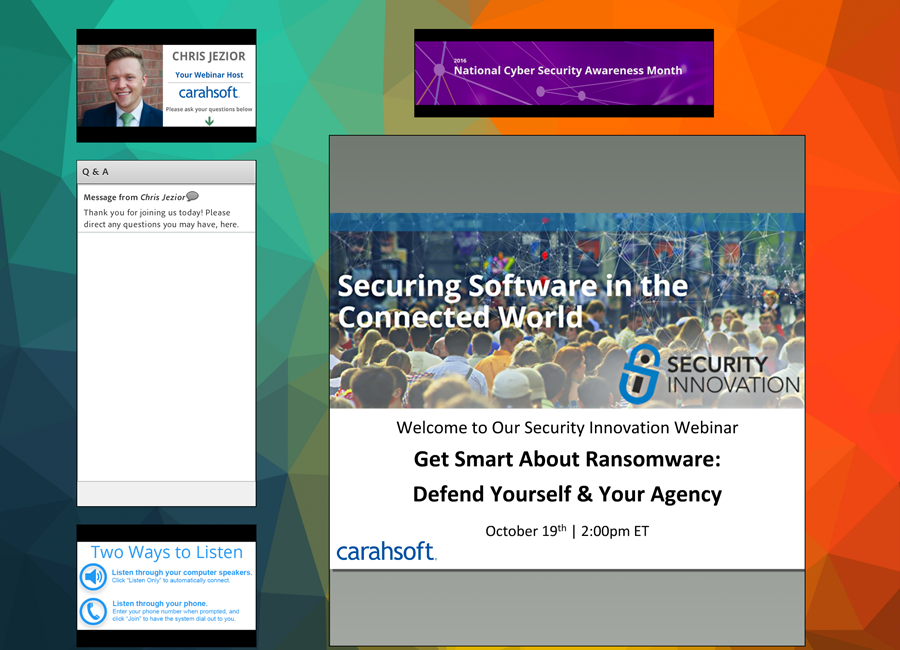 CHRIS JEZIOR
Your Webinar Host
carahsoft.
Please ask your questions below
Q & A
Message from Chris Jezior
Thank you for joining us today! Please
direct any questions you may have, here.
Two Ways to Listen
Listen through your computer speakers.
Click "Listen Only" to automatically connect.
Listen through your phone.
Enter your phone number when prompted, and
click "Join" to have the system dial out to you.
2016
National Cyber Security Awareness Month
Securing Software in the
Connected World
SECURITY
INNOVATION
Welcome to Our Security Innovation Webinar
Get Smart About Ransomware:
Defend Yourself & Your Agency
October 19th | 2:00pm ET
carahsoft.